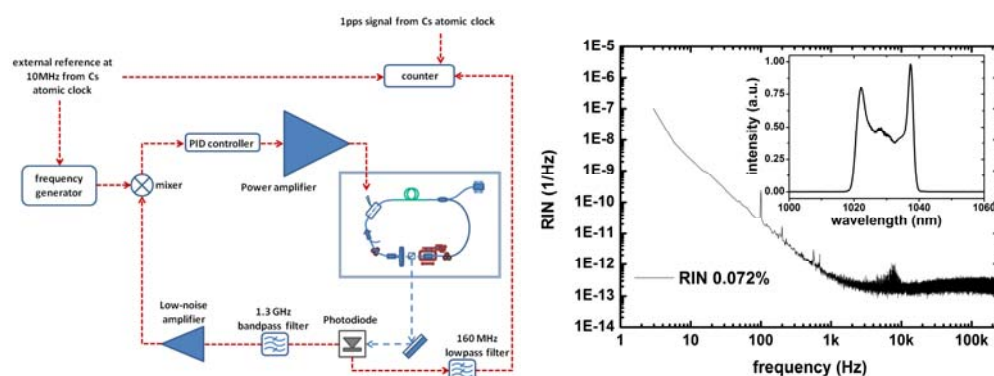 1pps signal from Cs atomic clock
external reference at
10MHz from Cs
atomic clock
counter
PID controller
frequency
generator
mixer
Power amplifier
Low-noise
amplifier
1.3 GHz
bandpass filter
Photodiode
160 MHz
lowpass filter
1E-5
1E-6
1E-7
1E-8
1E-9
1E-10
1E-11
1E-12
1E-13
1E-14
RIN (1/Hz)
1
10
100
1k
10k
100k
frequency (Hz)
RIN 0.072%
1.00
0.75
0.50
0.25
0.00
intensity (a.u.)
1000
1020
1040
1060
wavelength (nm)